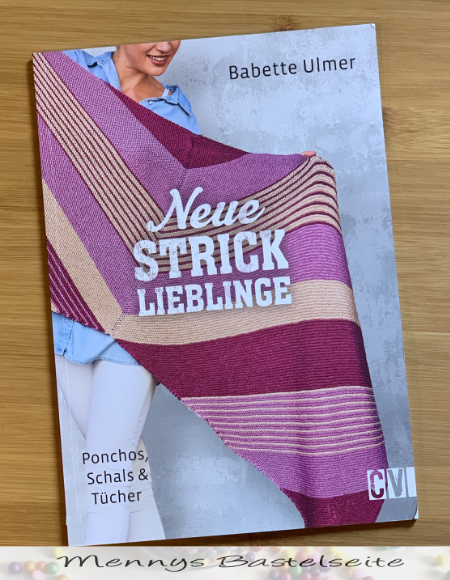 Babette Ulmer
Neue
STRICK
LIEBLINGE
Ponchos,
Schals &
Tücher
CV
Mennys Bastelseite